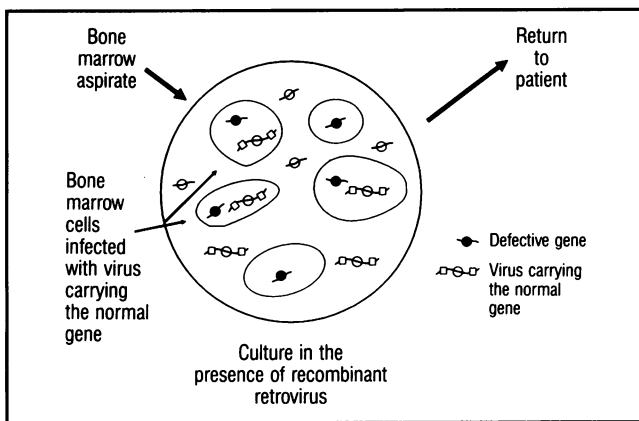 Bone
marrow
aspirate
Return
to
patient
Bone
marrow
cells
infected
with virus
carrying
the normal
gene
Defective gene
Virus carrying
the normal
gene
Culture in the
presence of recombinant
retrovirus